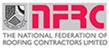 NFRC
THE NATIONAL FEDERATION OF
ROOFING CONTRACTORS LIMITED